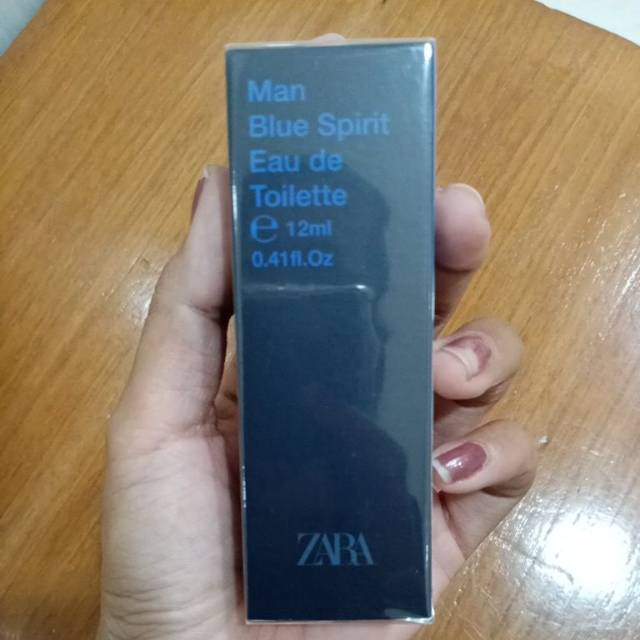 Man
Blue Spirit
Eau de
Toilette
℮ 12ml
0.41fl.Oz
ZARA